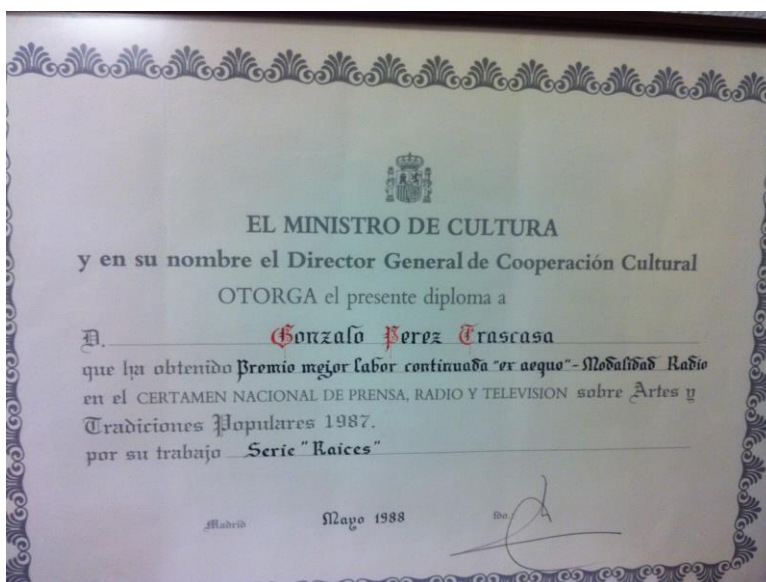 EL MINISTRO DE CULTURA
y en su nombre el Director General de Cooperación Cultural
OTORGA el presente diploma a
D. Gonzalo Perez Trascasa
que ha obtenido Premio mejor labor continuada "ex aequo"- Modalidad Radio
en el CERTAMEN NACIONAL DE PRENSA, RADIO Y TELEVISION sobre Artes y
Tradiciones Populares 1987.
por su trabajo Serie "Raices"
Madrid Mayo 1988 fdo.